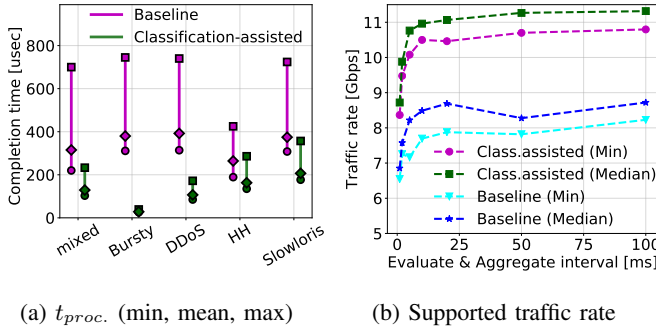 Baseline
Classification-assisted
Completion time [usec]
800
600
400
200
0
mixed
Bursty
DDoS
HH
Slowloris
(a) t_proc. (min, mean, max)
Traffic rate [Gbps]
11
10
9
8
7
6
5
Class.assisted (Min)
Class.assisted (Median)
Baseline (Min)
Baseline (Median)
0 20 40 60 80 100
Evaluate & Aggregate interval [ms]
(b) Supported traffic rate